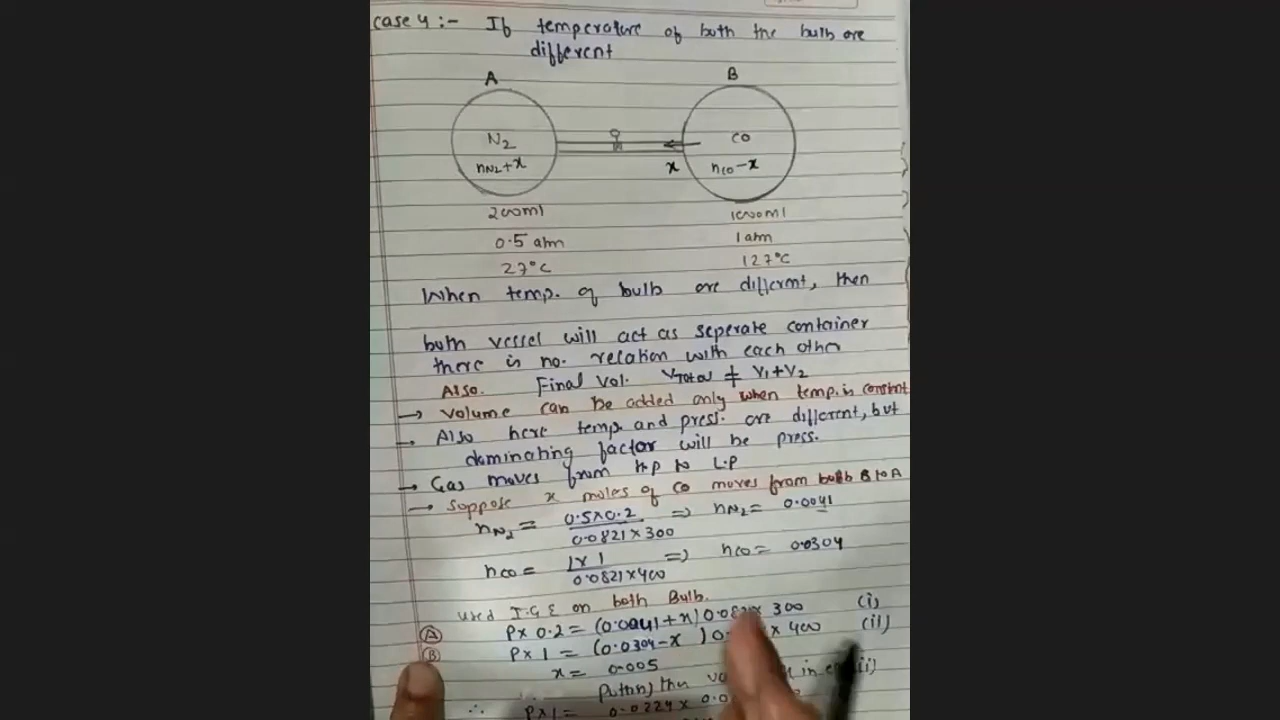 case 4 :- If temperature of both the bulb are
different
A B
N2 CO
nN2+x x nCO-x
200ml 1000ml
0.5 atm 1 atm
27°C 127°C
When temp. of bulb are different, then
both vessel will act as seperate container
there is no. relation with each other
Also. Final vol. VTotal ≠ V1+V2
→ Volume can be added only when temp. is constant
→ Also here temp. and press. are different, but
dominating factor will be press.
→ Gas moves from H.P to L.P
→ Suppose x moles of CO moves from bulb B to A
nN2 = 0.5×0.2 / 0.0821×300 ⇒ nN2 = 0.0041
nCO = 1×1 / 0.0821×400 ⇒ nCO = 0.0304
used I.G.E on both Bulb.
(A) P×0.2 = (0.0041+x) 0.082× 300 (i)
(B) P×1 = (0.0304-x) ×400 (ii)
x = 0.005
Putting the in (ii)
∴ P×1 = 0.0224×